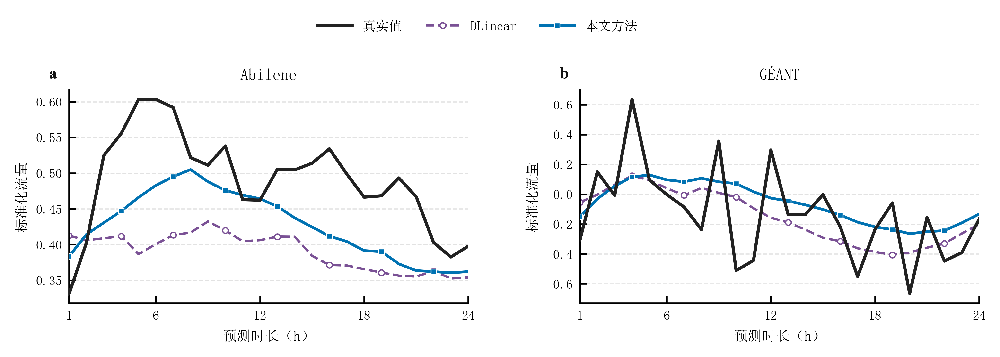 真实值 DLinear 本文方法
a Abilene
标准化流量
0.60
0.55
0.50
0.45
0.40
0.35
1 6 12 18 24
预测时长（h）
b GÉANT
标准化流量
0.6
0.4
0.2
0.0
−0.2
−0.4
−0.6
1 6 12 18 24
预测时长（h）